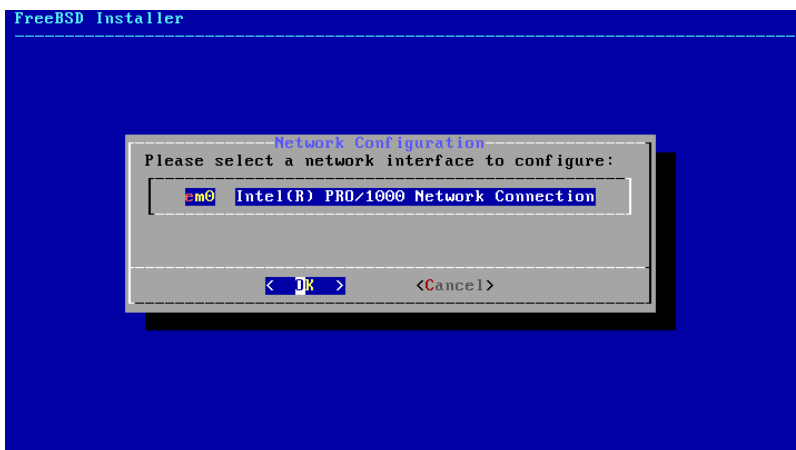 FreeBSD Installer
Network Configuration
Please select a network interface to configure:
em0 Intel(R) PRO/1000 Network Connection
< OK > <Cancel>